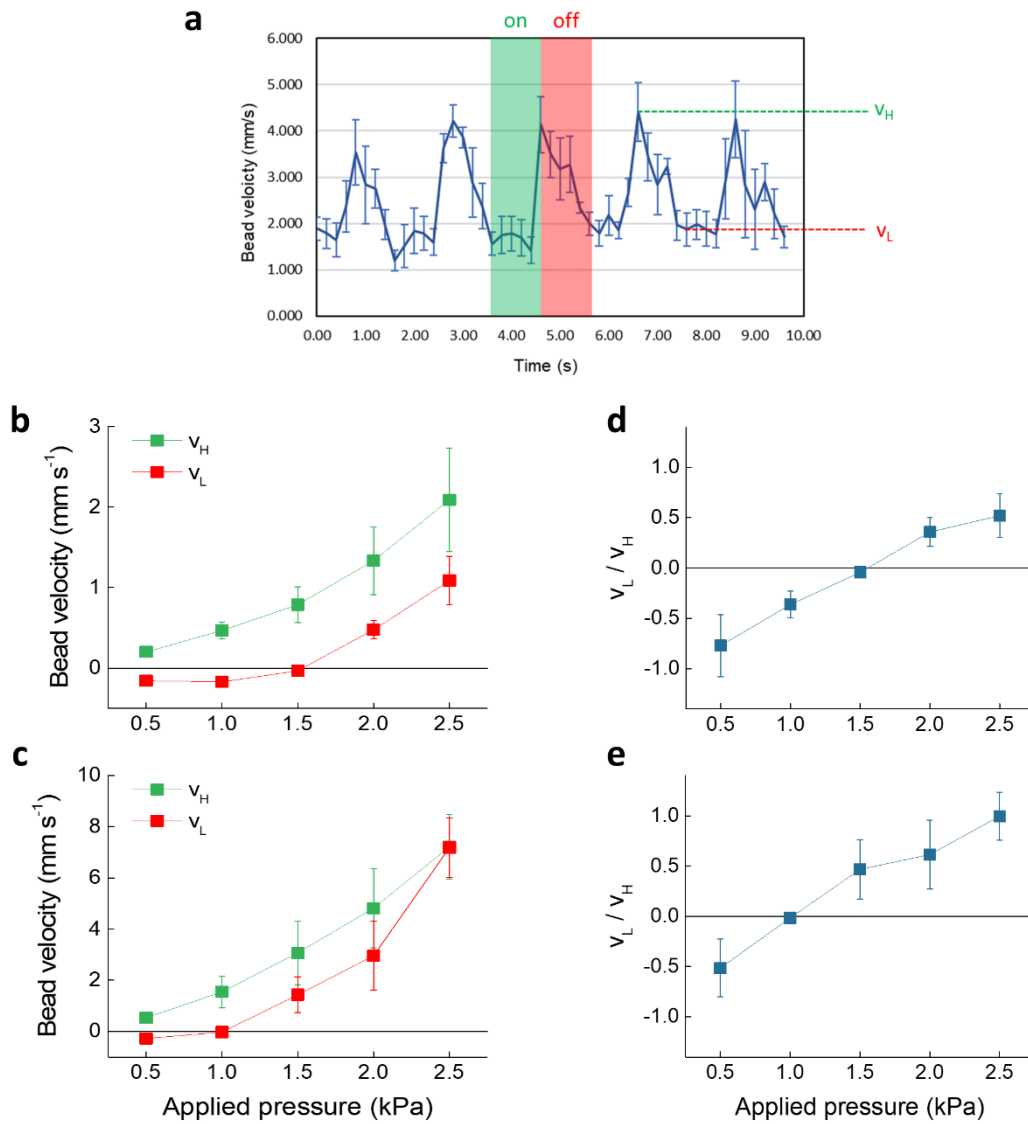 a
on off
6.000
5.000
4.000
3.000
2.000
1.000
0.000
Bead veloicty (mm/s)
0.00 1.00 2.00 3.00 4.00 5.00 6.00 7.00 8.00 9.00 10.00
Time (s)
vH
vL
b
3
2
1
0
Bead velocity (mm s-1)
vH
vL
0.5 1.0 1.5 2.0 2.5
d
1.0
0.5
0.0
-0.5
-1.0
vL / vH
0.5 1.0 1.5 2.0 2.5
c
10
8
6
4
2
0
Bead velocity (mm s-1)
vH
vL
0.5 1.0 1.5 2.0 2.5
Applied pressure (kPa)
e
1.0
0.5
0.0
-0.5
-1.0
vL / vH
0.5 1.0 1.5 2.0 2.5
Applied pressure (kPa)